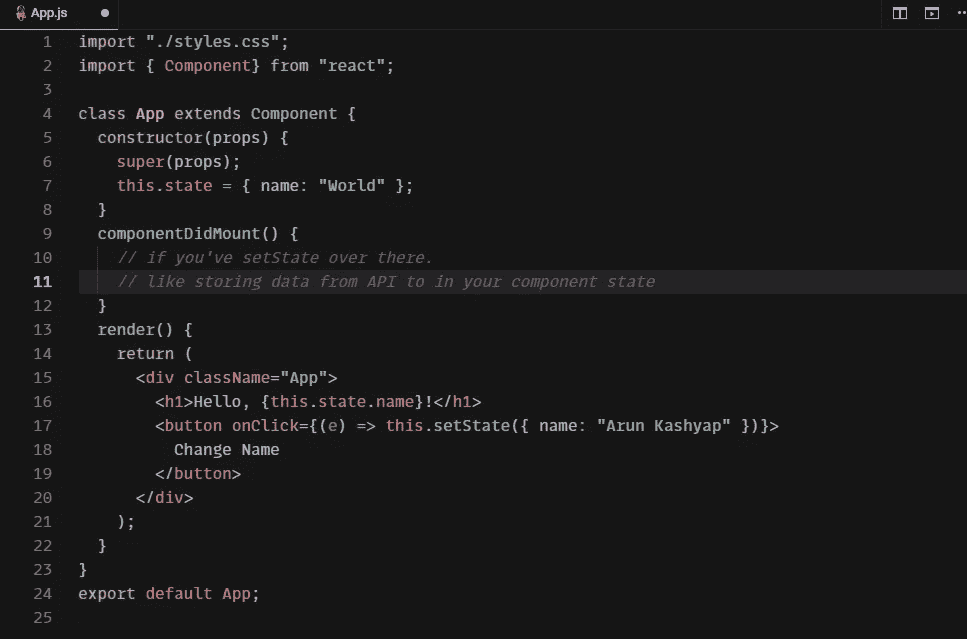 App.js
1 import "./styles.css";
2 import { Component} from "react";
3
4 class App extends Component {
5   constructor(props) {
6     super(props);
7     this.state = { name: "World" };
8   }
9   componentDidMount() {
10     // if you've setState over there.
11     // like storing data from API to in your component state
12   }
13   render() {
14     return (
15       <div className="App">
16         <h1>Hello, {this.state.name}!</h1>
17         <button onClick={(e) => this.setState({ name: "Arun Kashyap" })}>
18           Change Name
19         </button>
20       </div>
21     );
22   }
23 }
24 export default App;
25